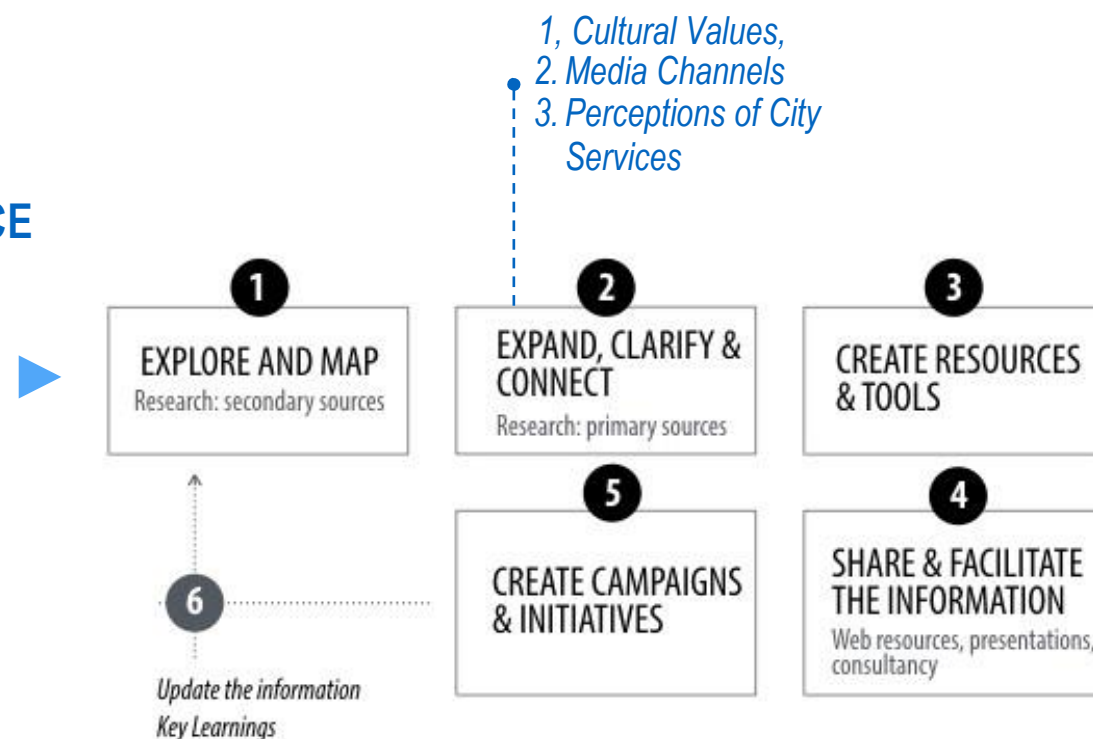 1, Cultural Values,
2. Media Channels
3. Perceptions of City
Services
CE
1
EXPLORE AND MAP
Research: secondary sources
2
EXPAND, CLARIFY &
CONNECT
Research: primary sources
3
CREATE RESOURCES
& TOOLS
4
SHARE & FACILITATE
THE INFORMATION
Web resources, presentations,
consultancy
5
CREATE CAMPAIGNS
& INITIATIVES
6
Update the information
Key Learnings